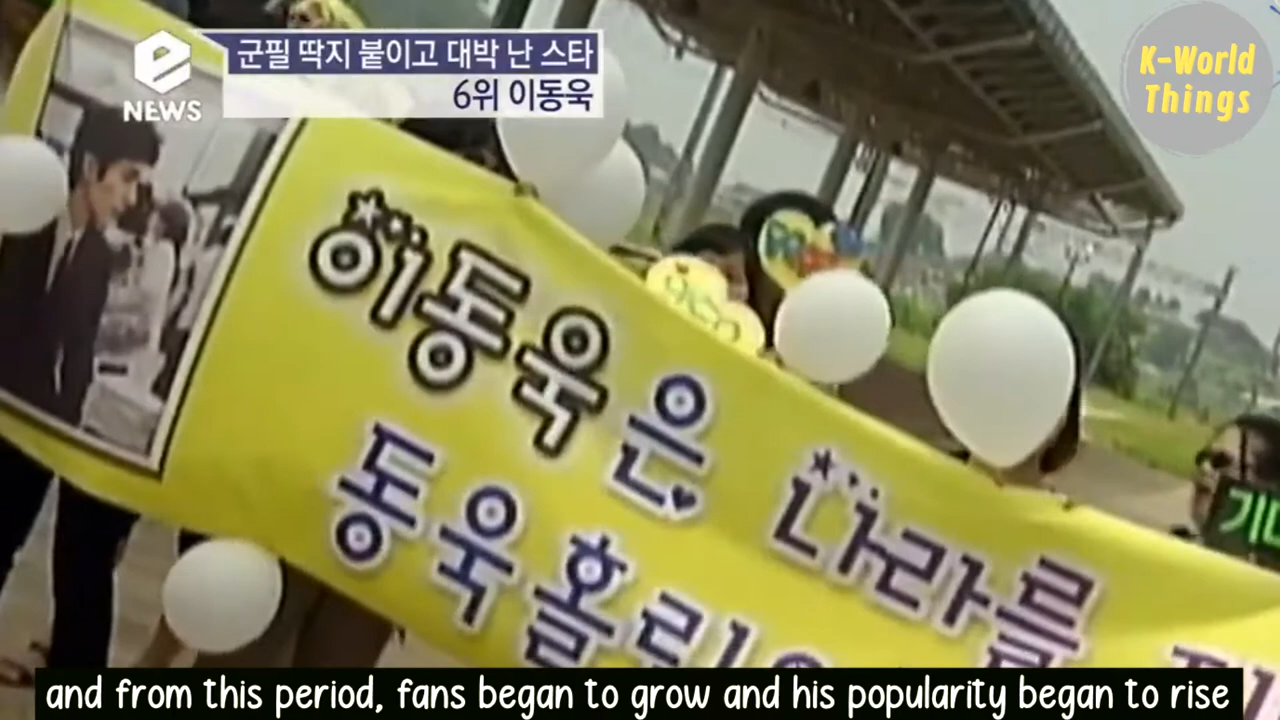 군필 딱지 붙이고 대박 난 스타
6위 이동욱
e
NEWS
K-World
Things
이동욱은 나라를
동욱홀릭
and from this period, fans began to grow and his popularity began to rise